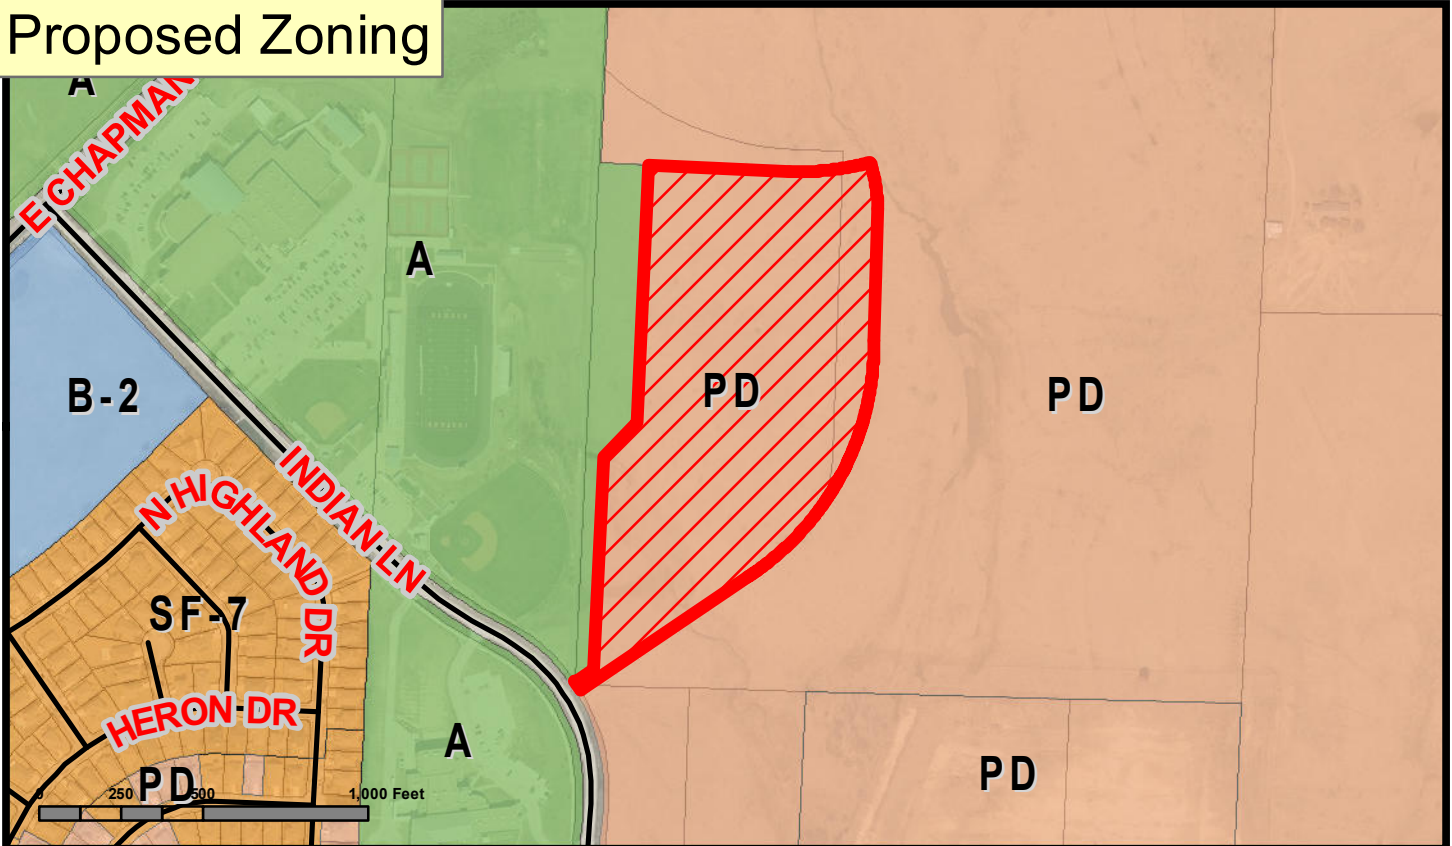 Proposed Zoning
A
E CHAPMAN
A
B-2
PD
PD
INDIAN LN
N HIGHLAND DR
SF-7
HERON DR
A
PD
PD
0 250 500 1,000 Feet